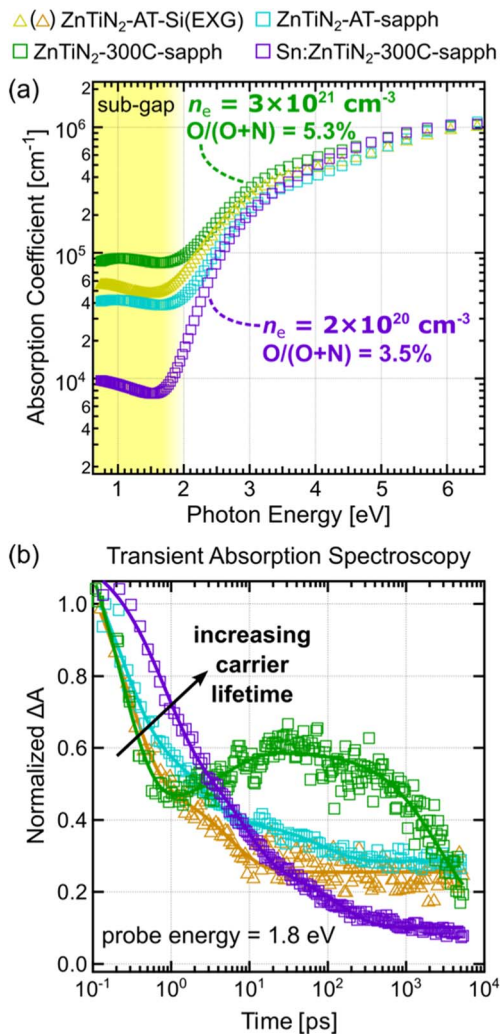 (△) ZnTiN₂-AT-Si(EXG) ZnTiN₂-AT-sapph
ZnTiN₂-300C-sapph Sn:ZnTiN₂-300C-sapph
(a)
sub-gap
nₑ = 3×10²¹ cm⁻³
O/(O+N) = 5.3%
nₑ = 2×10²⁰ cm⁻³
O/(O+N) = 3.5%
Absorption Coefficient [cm⁻¹]
10⁶
6
4
2
10⁵
6
4
2
10⁴
6
4
2
1 2 3 4 5 6
Photon Energy [eV]
(b) Transient Absorption Spectroscopy
increasing
carrier
lifetime
Normalized ΔA
1.0
0.8
0.6
0.4
0.2
0.0
probe energy = 1.8 eV
10⁻¹ 10⁰ 10¹ 10² 10³ 10⁴
Time [ps]